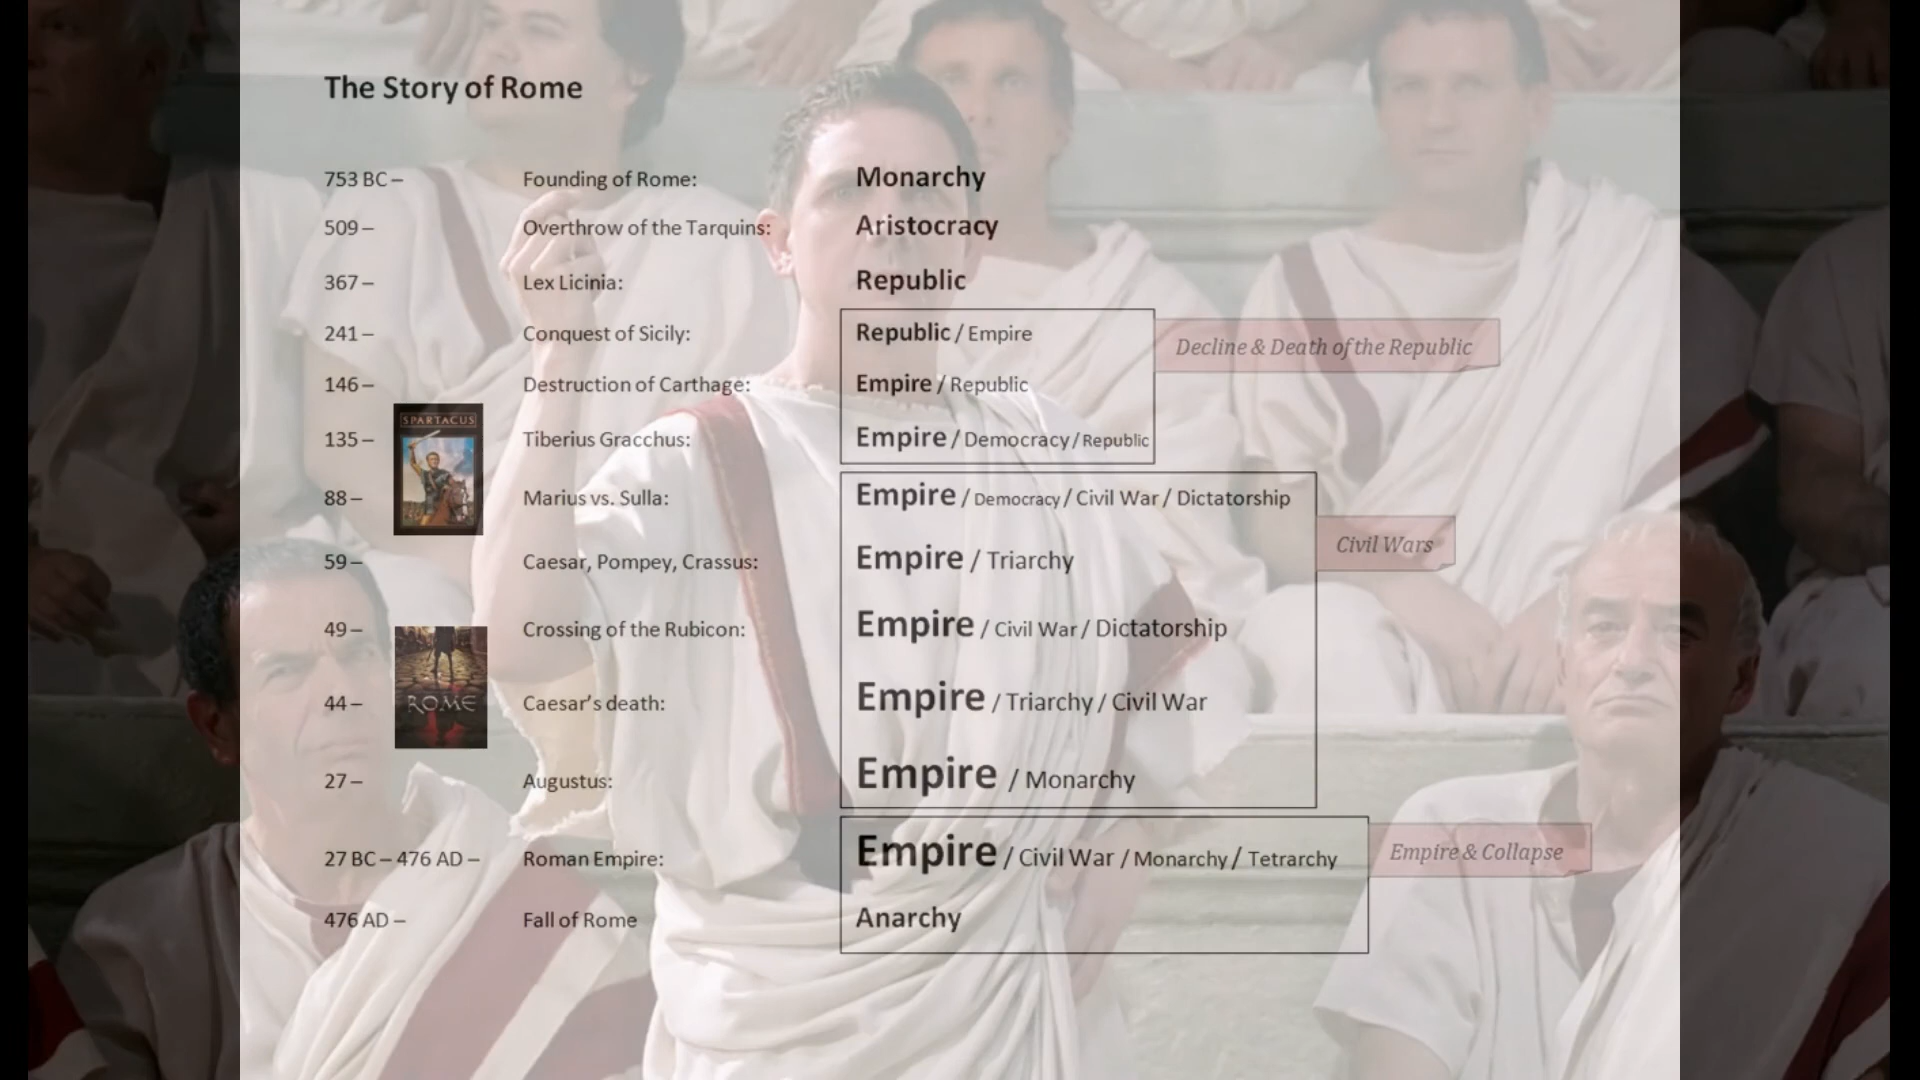 The Story of Rome
753 BC – Founding of Rome: Monarchy
509 – Overthrow of the Tarquins: Aristocracy
367 – Lex Licinia: Republic
241 – Conquest of Sicily: Republic / Empire
Decline & Death of the Republic
146 – Destruction of Carthage: Empire / Republic
SPARTACUS
135 – Tiberius Gracchus: Empire / Democracy / Republic
88 – Marius vs. Sulla: Empire / Democracy / Civil War / Dictatorship
Civil Wars
59 – Caesar, Pompey, Crassus: Empire / Triarchy
49 – Crossing of the Rubicon: Empire / Civil War / Dictatorship
ROME
44 – Caesar’s death: Empire / Triarchy / Civil War
27 – Augustus: Empire / Monarchy
27 BC – 476 AD – Roman Empire: Empire / Civil War / Monarchy / Tetrarchy
Empire & Collapse
476 AD – Fall of Rome Anarchy